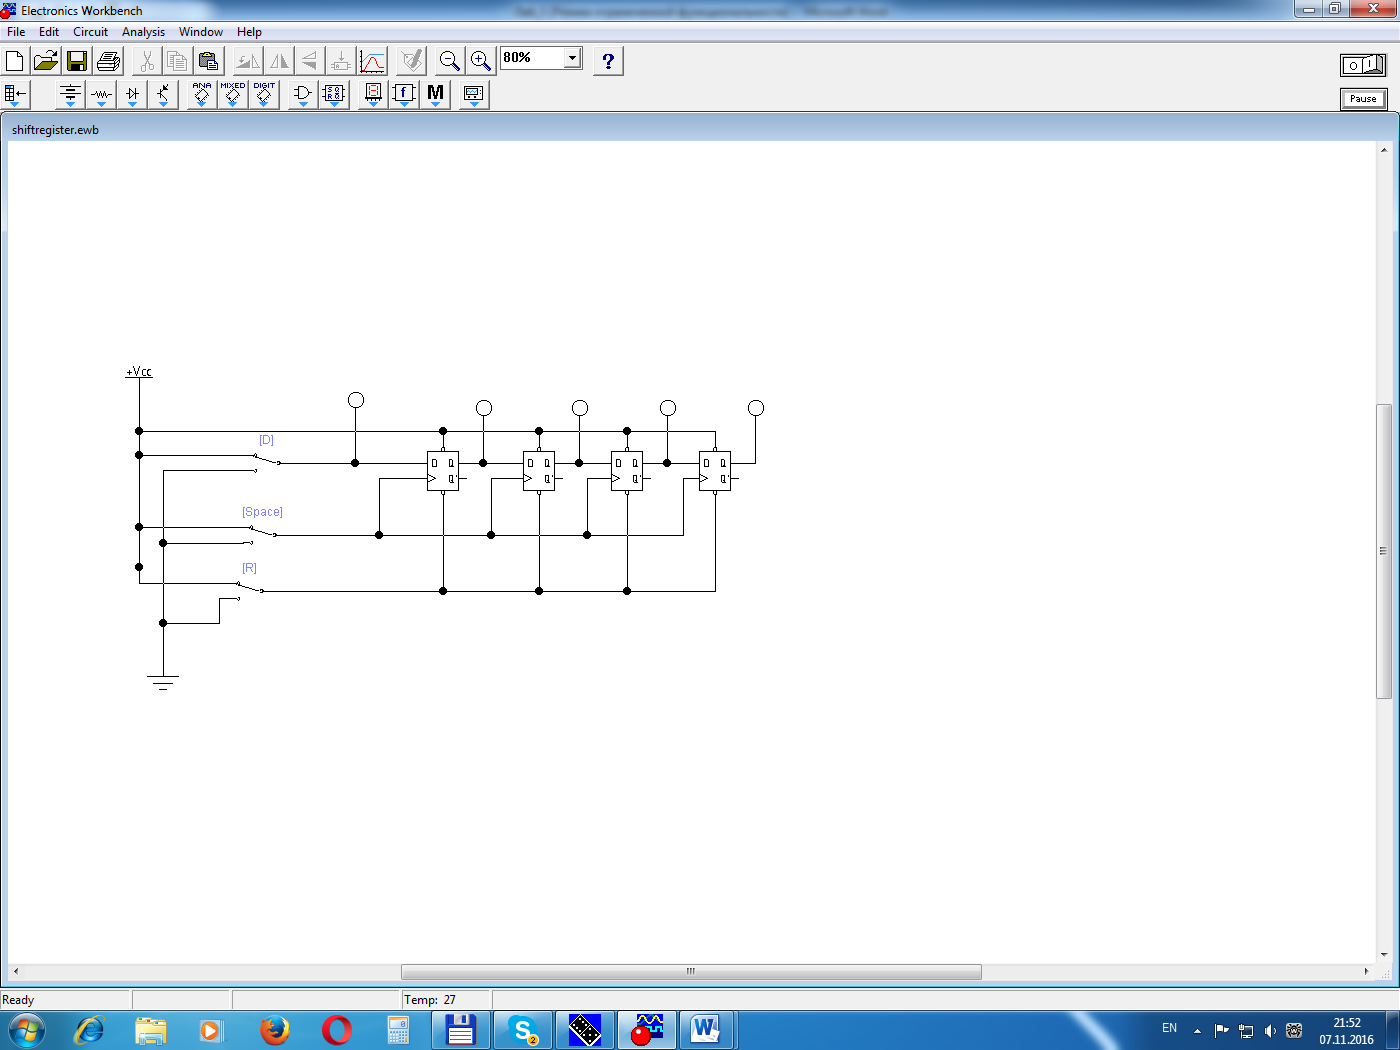 Electronics Workbench
File Edit Circuit Analysis Window Help
80%
?
ANA MIXED DIGIT
f M
Pause
shiftregister.ewb
+Vcc
[D]
D Q D Q D Q D Q
Q' Q' Q' Q'
[Space]
[R]
Ready Temp: 27
EN 21:52
07.11.2016